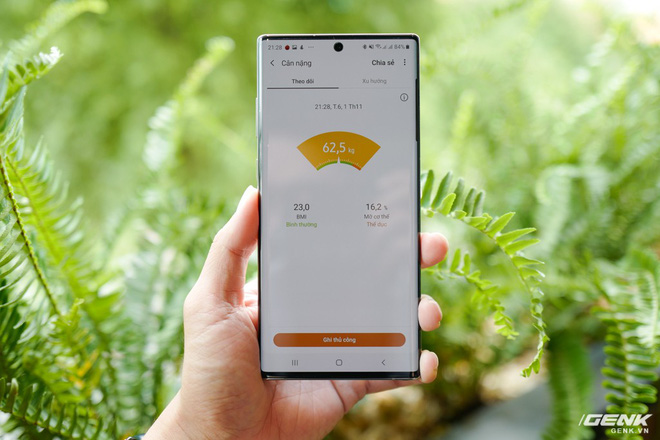 21:28 84%
Cân nặng Chia sẻ
Theo dõi Xu hướng
21:28, T.6, 1 Th11
62,5 kg
23,0 16,2 %
BMI Mỡ cơ thể
Bình thường Thể dục
Ghi thủ công
GENK
GENK.VN